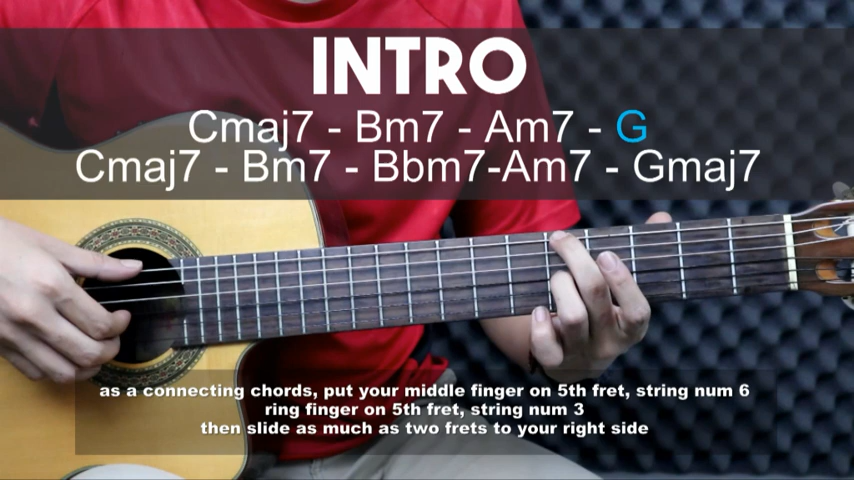 INTRO
Cmaj7 - Bm7 - Am7 - G
Cmaj7 - Bm7 - Bbm7-Am7 - Gmaj7
as a connecting chords, put your middle finger on 5th fret, string num 6
ring finger on 5th fret, string num 3
then slide as much as two frets to your right side